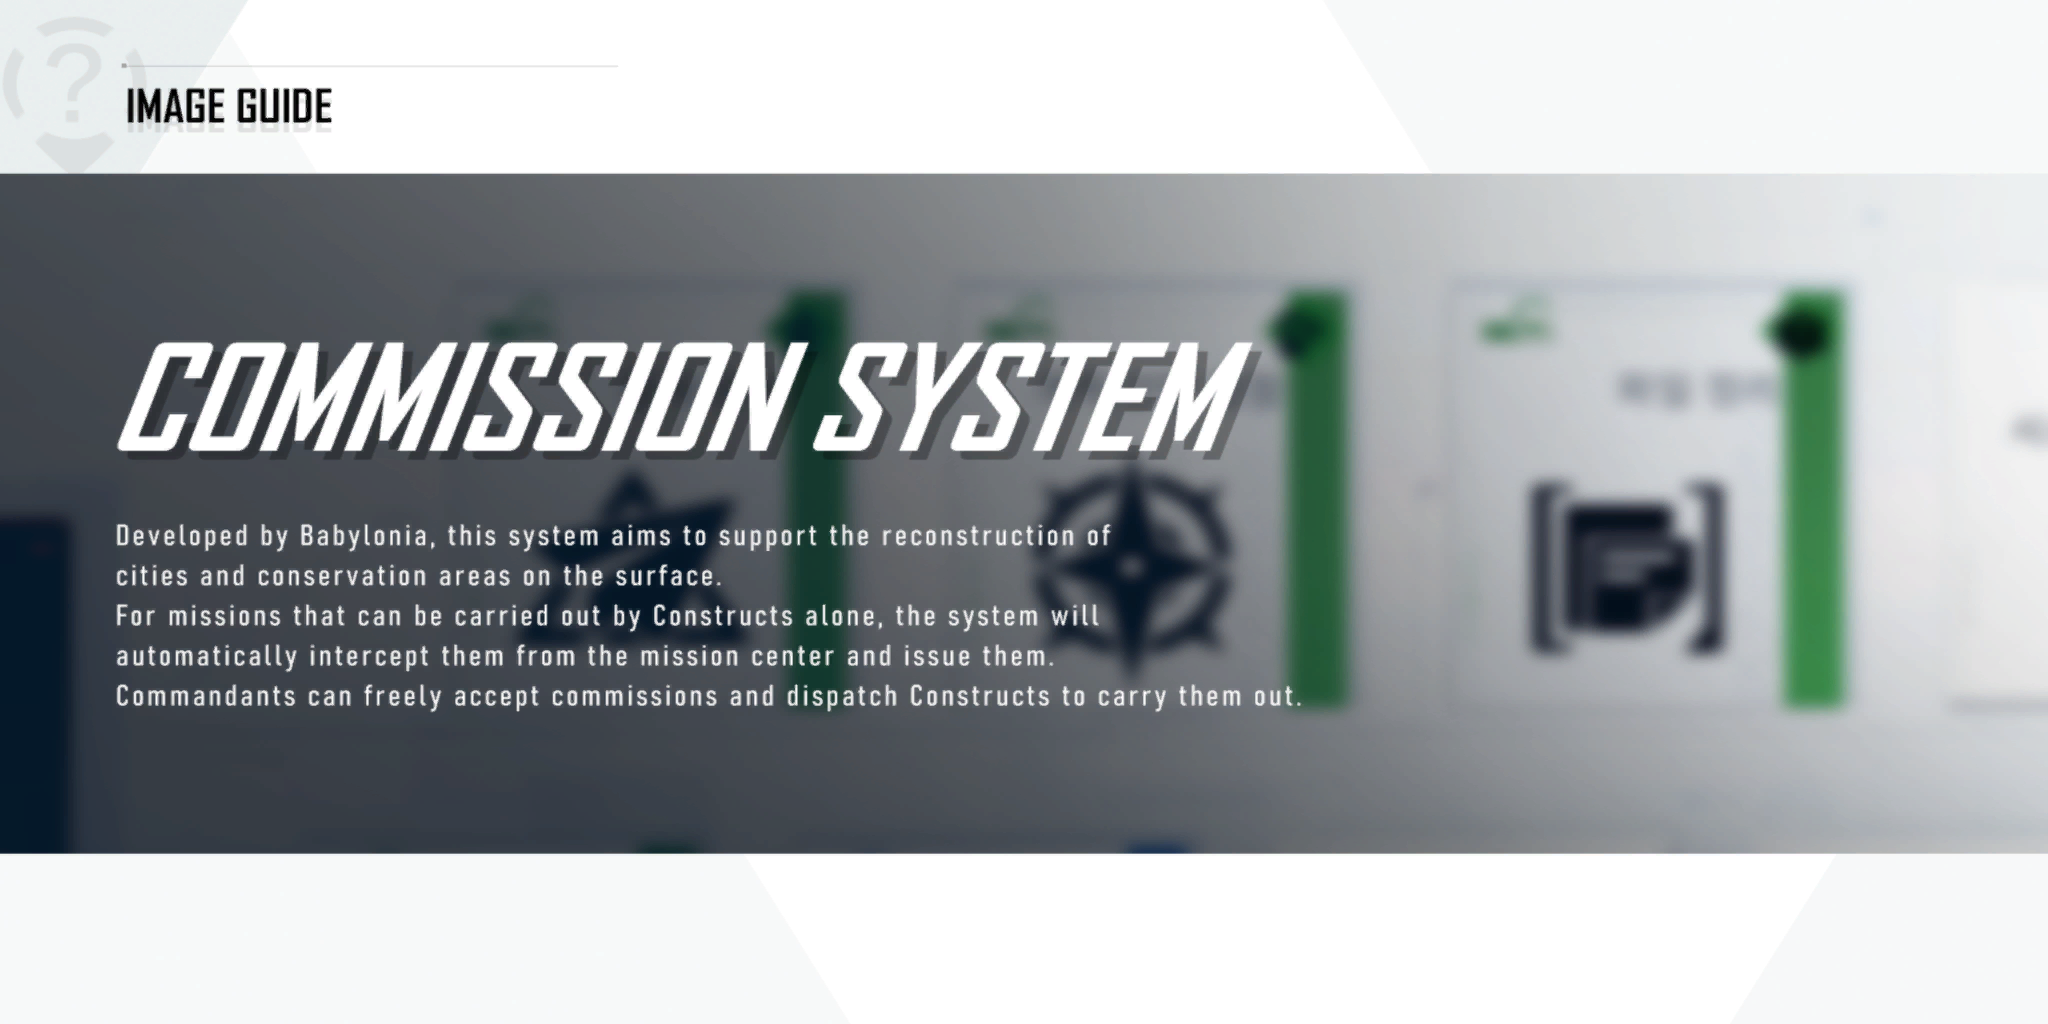 IMAGE GUIDE
COMMISSION SYSTEM
Developed by Babylonia, this system aims to support the reconstruction of
cities and conservation areas on the surface.
For missions that can be carried out by Constructs alone, the system will
automatically intercept them from the mission center and issue them.
Commandants can freely accept commissions and dispatch Constructs to carry them out.